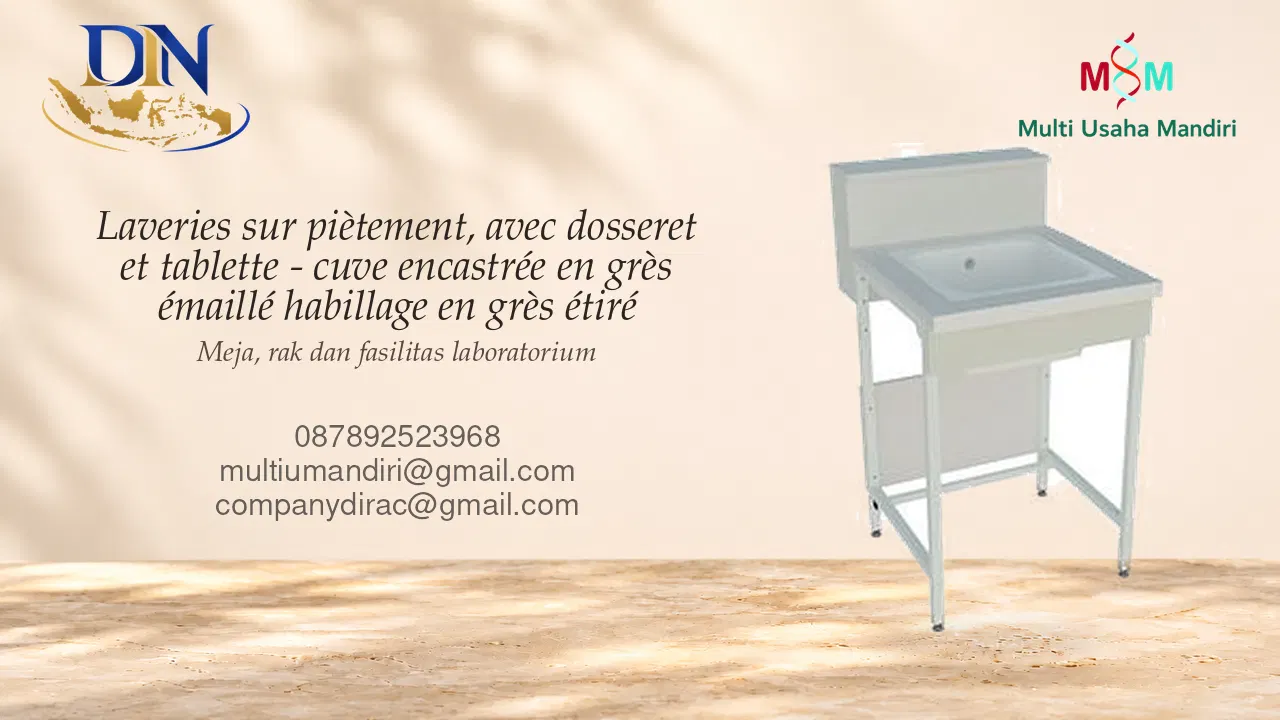 DIN
M M
Multi Usaha Mandiri
Laveries sur piètement, avec dosseret
et tablette - cuve encastrée en grès
émaillé habillage en grès étiré
Meja, rak dan fasilitas laboratorium
087892523968
multiumandiri@gmail.com
companydirac@gmail.com